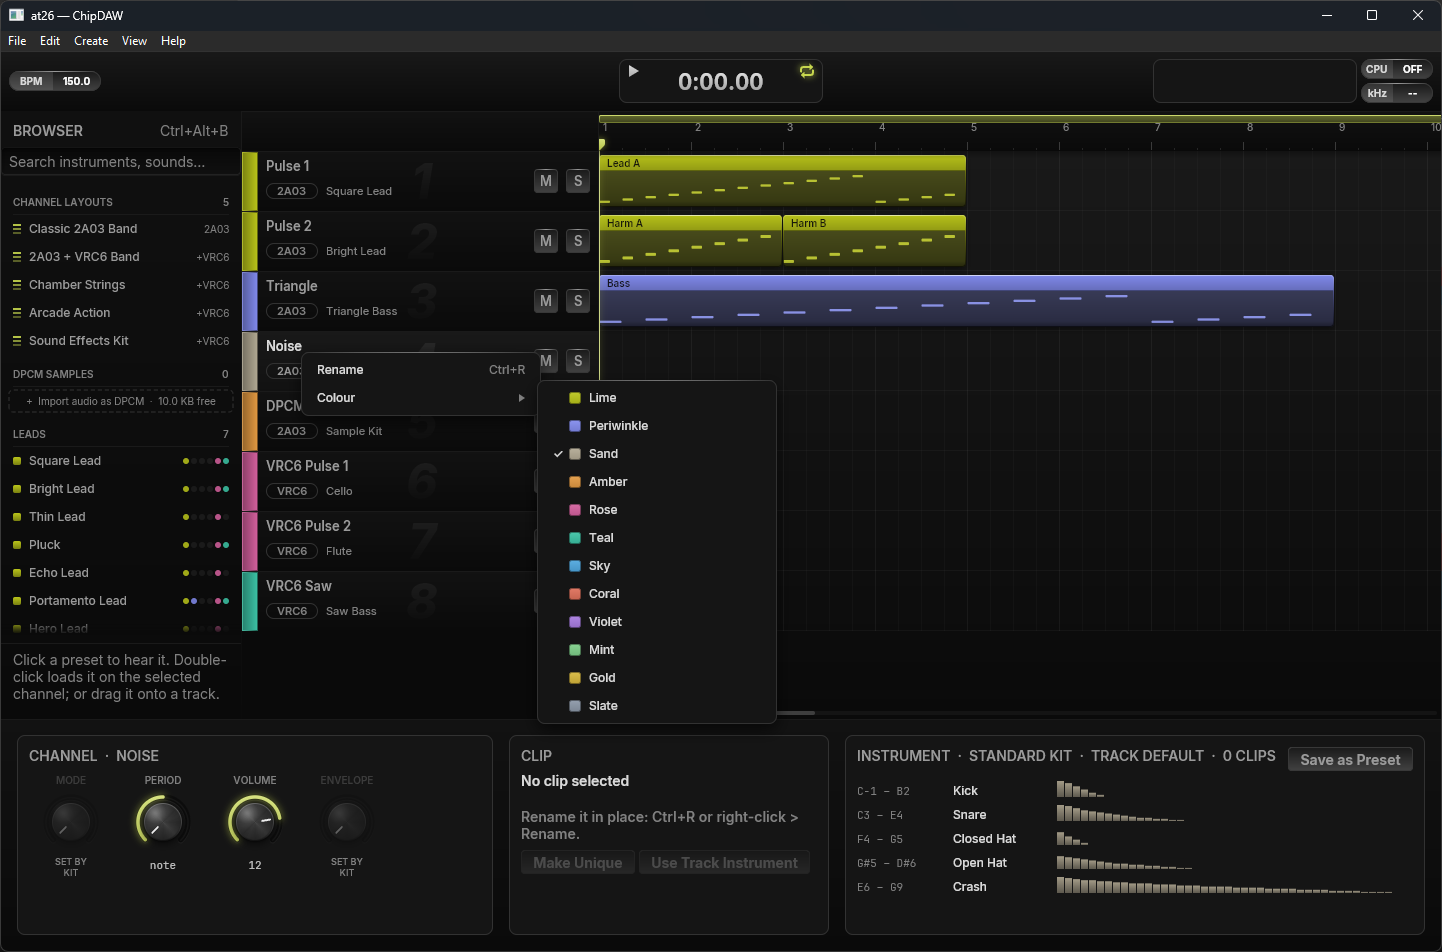 at26 — ChipDAW
File Edit Create View Help
BPM 150.0
0:00.00
CPU OFF
kHz --
BROWSER Ctrl+Alt+B
Search instruments, sounds...
CHANNEL LAYOUTS 5
Classic 2A03 Band 2A03
2A03 + VRC6 Band +VRC6
Chamber Strings +VRC6
Arcade Action +VRC6
Sound Effects Kit +VRC6
DPCM SAMPLES 0
+ Import audio as DPCM · 10.0 KB free
LEADS 7
Square Lead
Bright Lead
Thin Lead
Pluck
Echo Lead
Portamento Lead
Hero Lead
Click a preset to hear it. Double-
click loads it on the selected
channel; or drag it onto a track.
1 2 3 4 5 6 7 8 9 10
Pulse 1 1
2A03 Square Lead
M S
Lead A
Pulse 2 2
2A03 Bright Lead
M S
Harm A Harm B
Triangle 3
2A03 Triangle Bass
M S
Bass
Noise
2A03
M S
DPCM
2A03 Sample Kit
VRC6 Pulse 1 6
VRC6 Cello
VRC6 Pulse 2 7
VRC6 Flute
VRC6 Saw 8
VRC6 Saw Bass
Rename Ctrl+R
Colour
Lime
Periwinkle
Sand
Amber
Rose
Teal
Sky
Coral
Violet
Mint
Gold
Slate
CHANNEL · NOISE
MODE PERIOD VOLUME ENVELOPE
SET BY
KIT
note
12
SET BY
KIT
CLIP
No clip selected
Rename it in place: Ctrl+R or right-click >
Rename.
Make Unique Use Track Instrument
INSTRUMENT · STANDARD KIT · TRACK DEFAULT · 0 CLIPS Save as Preset
C-1 – B2 Kick
C3 – E4 Snare
F4 – G5 Closed Hat
G#5 – D#6 Open Hat
E6 – G9 Crash